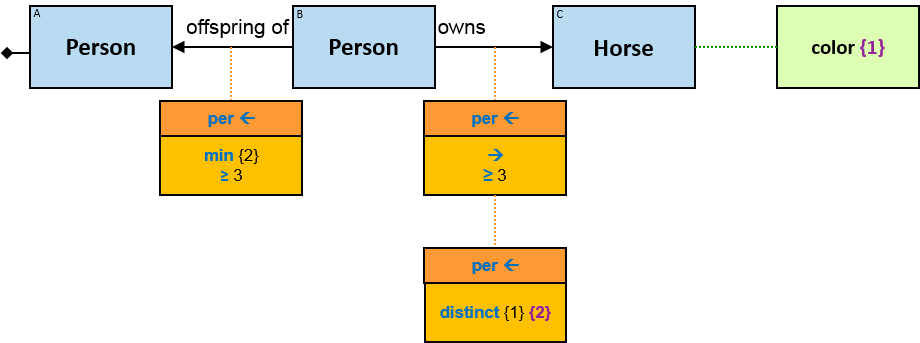 A
Person
offspring of
B
Person
owns
C
Horse
color {1}
per ←
min {2}
≥ 3
per ←
→
≥ 3
per ←
distinct {1} {2}